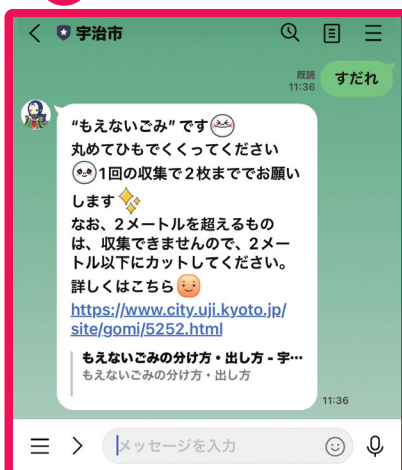 宇治市
既読
11:36
すだれ
“もえないごみ” です
丸めてひもでくくってください
1回の収集で2枚まででお願い
します
なお、2メートルを超えるもの
は、収集できませんので、2メー
トル以下にカットしてください。
詳しくはこちら
https://www.city.uji.kyoto.jp/
site/gomi/5252.html
もえないごみの分け方・出し方 - 宇…
もえないごみの分け方・出し方
11:36
メッセージを入力